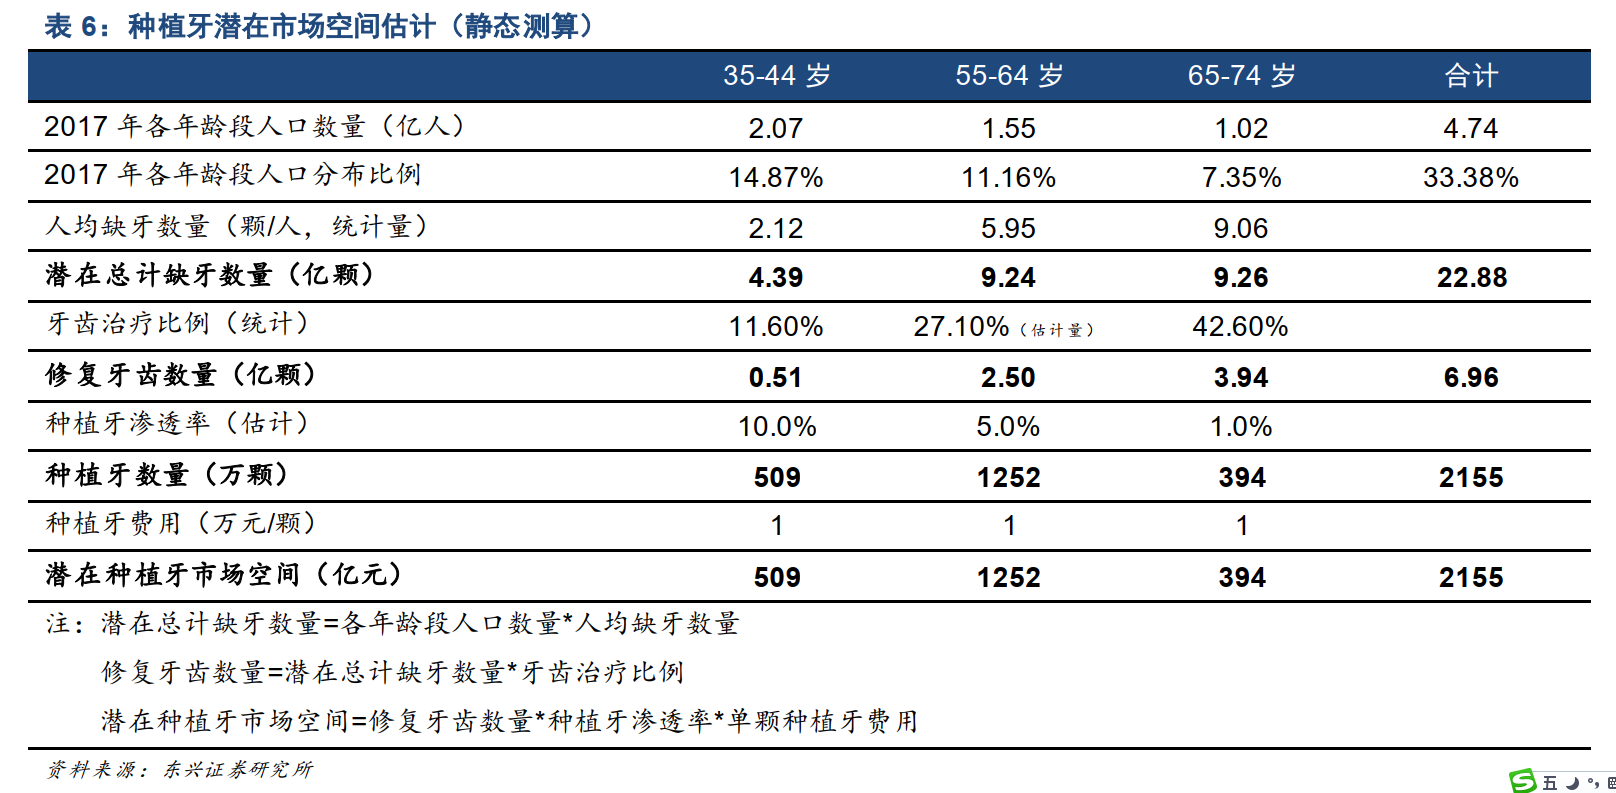 表 6：种植牙潜在市场空间估计（静态测算）
35-44 岁 55-64 岁 65-74 岁 合计
2017 年各年龄段人口数量（亿人） 2.07 1.55 1.02 4.74
2017 年各年龄段人口分布比例 14.87% 11.16% 7.35% 33.38%
人均缺牙数量（颗/人，统计量） 2.12 5.95 9.06
潜在总计缺牙数量（亿颗） 4.39 9.24 9.26 22.88
牙齿治疗比例（统计） 11.60% 27.10%（估计量） 42.60%
修复牙齿数量（亿颗） 0.51 2.50 3.94 6.96
种植牙渗透率（估计） 10.0% 5.0% 1.0%
种植牙数量（万颗） 509 1252 394 2155
种植牙费用（万元/颗） 1 1 1
潜在种植牙市场空间（亿元） 509 1252 394 2155
注：潜在总计缺牙数量=各年龄段人口数量*人均缺牙数量
修复牙齿数量=潜在总计缺牙数量*牙齿治疗比例
潜在种植牙市场空间=修复牙齿数量*种植牙渗透率*单颗种植牙费用
资料来源：东兴证券研究所
S 五